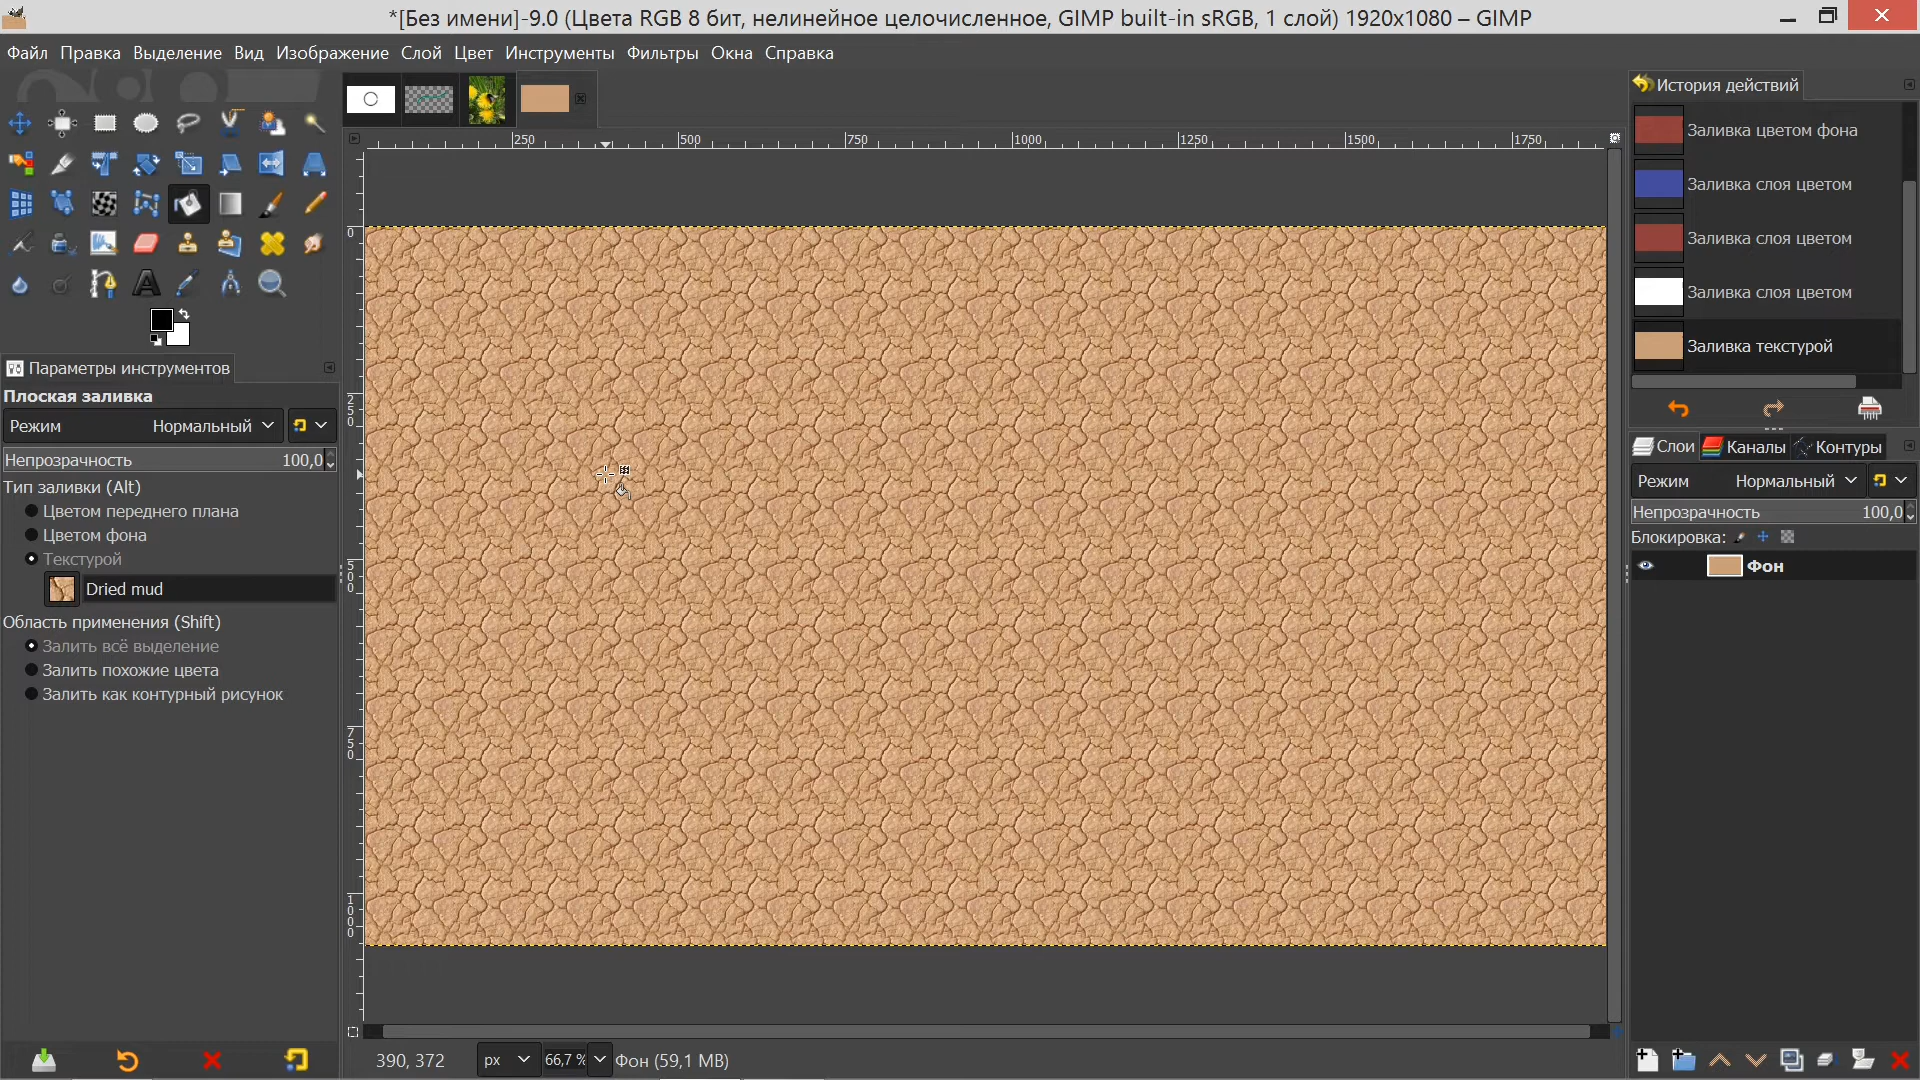 *[Без имени]-9.0 (Цвета RGB 8 бит, нелинейное целочисленное, GIMP built-in sRGB, 1 слой) 1920x1080 – GIMP
Файл Правка Выделение Вид Изображение Слой Цвет Инструменты Фильтры Окна Справка
Параметры инструментов
Плоская заливка
Режим Нормальный
Непрозрачность 100,0
Тип заливки (Alt)
Цветом переднего плана
Цветом фона
Текстурой
Dried mud
Область применения (Shift)
Залить всё выделение
Залить похожие цвета
Залить как контурный рисунок
250 500 750 1000 1250 1500 1750
0
250
500
750
1000
390, 372 px 66,7 % Фон (59,1 MB)
История действий
Заливка цветом фона
Заливка слоя цветом
Заливка слоя цветом
Заливка слоя цветом
Заливка текстурой
Слои Каналы Контуры
Режим Нормальный
Непрозрачность 100,0
Блокировка:
Фон